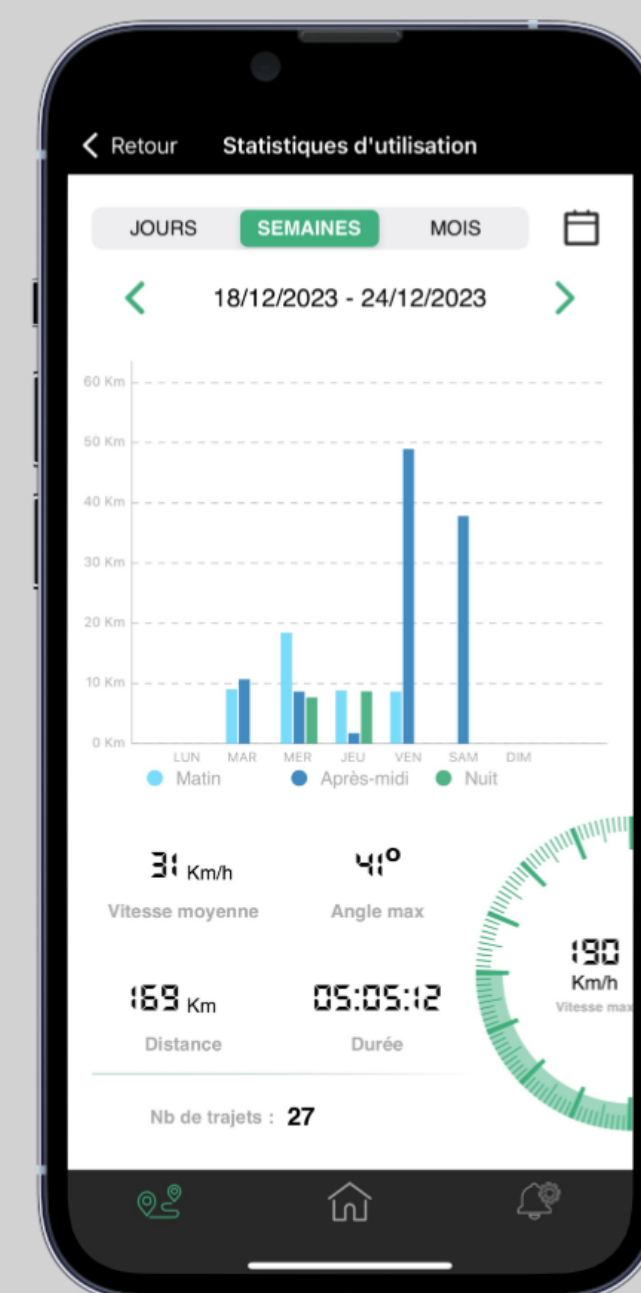 Retour Statistiques d'utilisation
JOURS SEMAINES MOIS
18/12/2023 - 24/12/2023
60 Km
50 Km
40 Km
30 Km
20 Km
10 Km
0 Km
LUN MAR MER JEU VEN SAM DIM
Matin Après-midi Nuit
31 Km/h
Vitesse moyenne
41°
Angle max
190
Km/h
Vitesse max
169 Km
Distance
05:05:12
Durée
Nb de trajets : 27